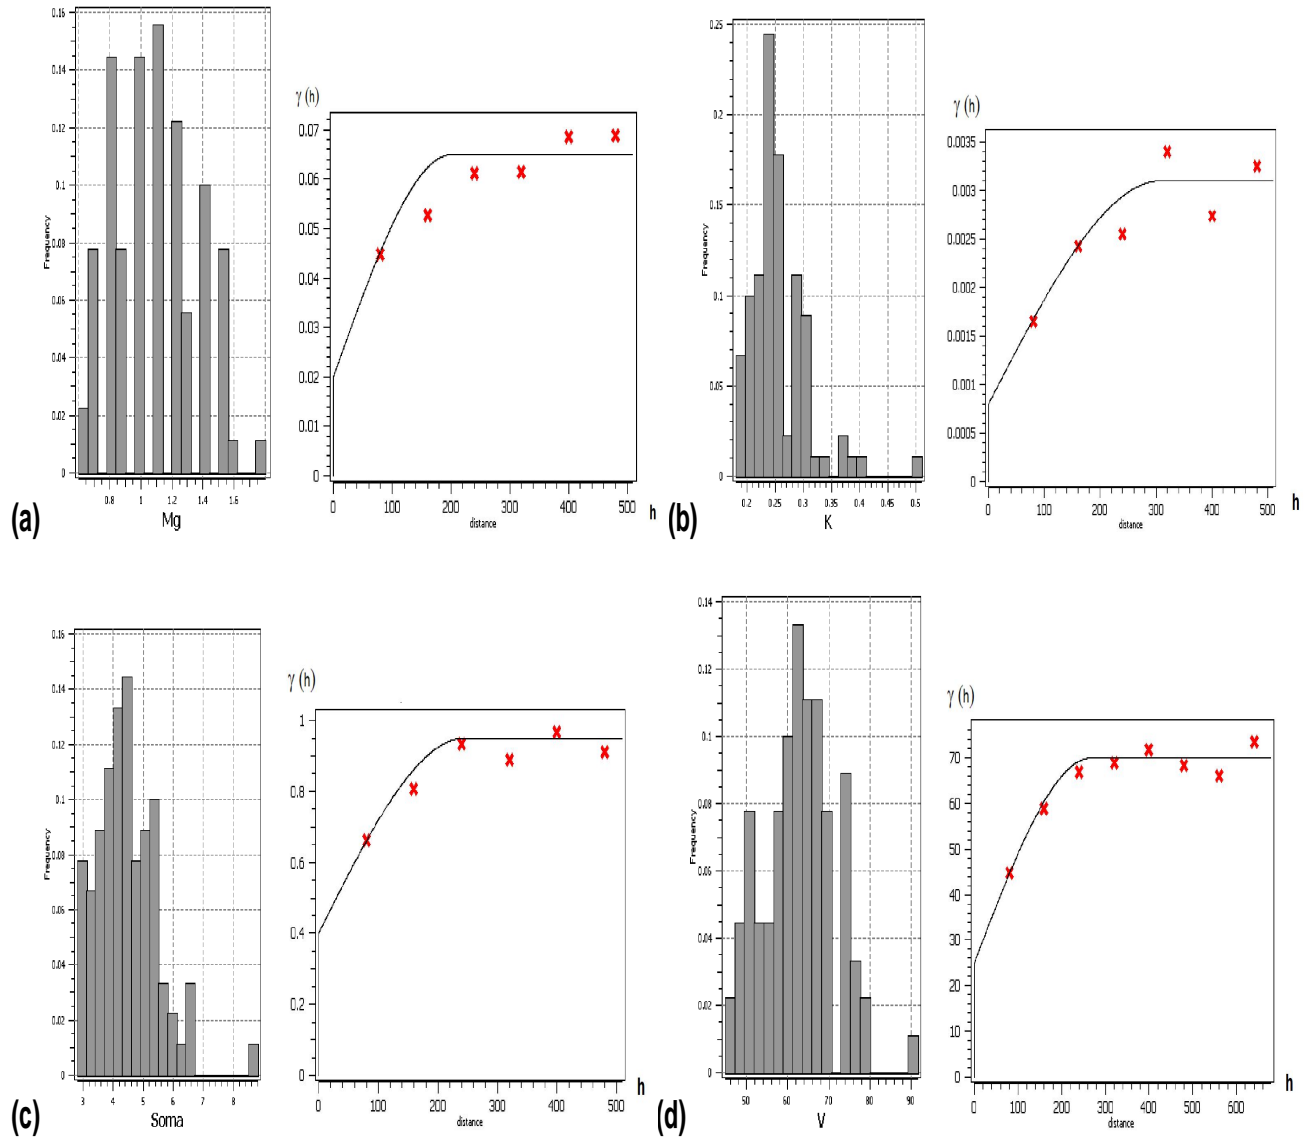 0.16
0.14
0.12
0.1
0.08
0.06
0.04
0.02
0
Frequency
0.8 1 1.2 1.4 1.6
Mg
(a)
γ (h)
0.07
0.06
0.05
0.04
0.03
0.02
0.01
0
0 100 200 300 400 500
distance
h
0.25
0.2
0.15
0.1
0.05
0
Frequency
0.2 0.25 0.3 0.35 0.4 0.45 0.5
K
(b)
γ (h)
0.0035
0.003
0.0025
0.002
0.0015
0.001
0.0005
0
0 100 200 300 400 500
distance
h
0.16
0.14
0.12
0.1
0.08
0.06
0.04
0.02
0
Frequency
3 4 5 6 7 8
Soma
(c)
γ (h)
1
0.8
0.6
0.4
0.2
0
0 100 200 300 400 500
distance
h
0.14
0.12
0.1
0.08
0.06
0.04
0.02
0
Frequency
50 60 70 80 90
V
(d)
γ (h)
70
60
50
40
30
20
10
0
0 100 200 300 400 500 600
distance
h